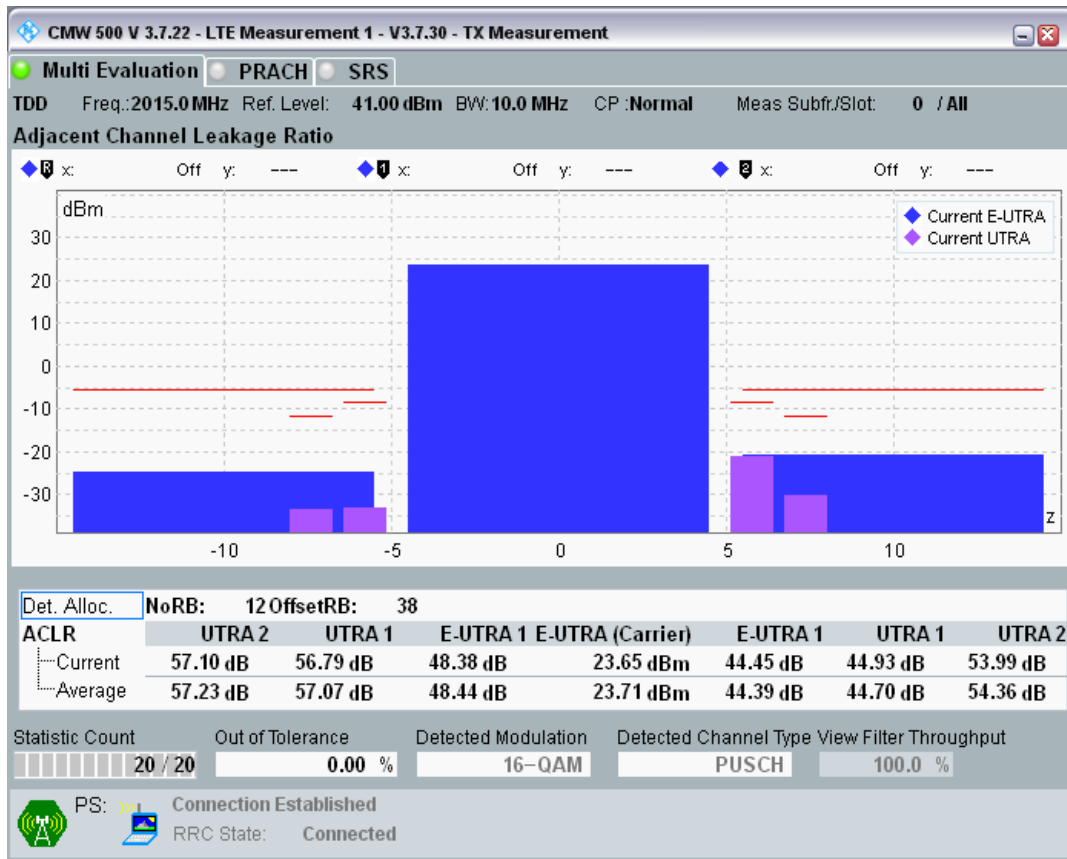 CMW 500 V 3.7.22 - LTE Measurement 1 - V3.7.30 - TX Measurement
Multi Evaluation PRACH SRS
TDD Freq.:2015.0 MHz Ref. Level: 41.00 dBm BW:10.0 MHz CP :Normal Meas Subfr./Slot: 0 / All
Adjacent Channel Leakage Ratio
R x: Off y: --- 1 x: Off y: --- 2 x: Off y: ---
dBm
Current E-UTRA
Current UTRA
30
20
10
0
-10
-20
-30
z
-10 -5 0 5 10
Det. Alloc. NoRB: 12 OffsetRB: 38
ACLR UTRA 2 UTRA 1 E-UTRA 1 E-UTRA (Carrier) E-UTRA 1 UTRA 1 UTRA 2
Current 57.10 dB 56.79 dB 48.38 dB 23.65 dBm 44.45 dB 44.93 dB 53.99 dB
Average 57.23 dB 57.07 dB 48.44 dB 23.71 dBm 44.39 dB 44.70 dB 54.36 dB
Statistic Count Out of Tolerance Detected Modulation Detected Channel Type View Filter Throughput
20 / 20 0.00 % 16-QAM PUSCH 100.0 %
PS: Connection Established
RRC State: Connected